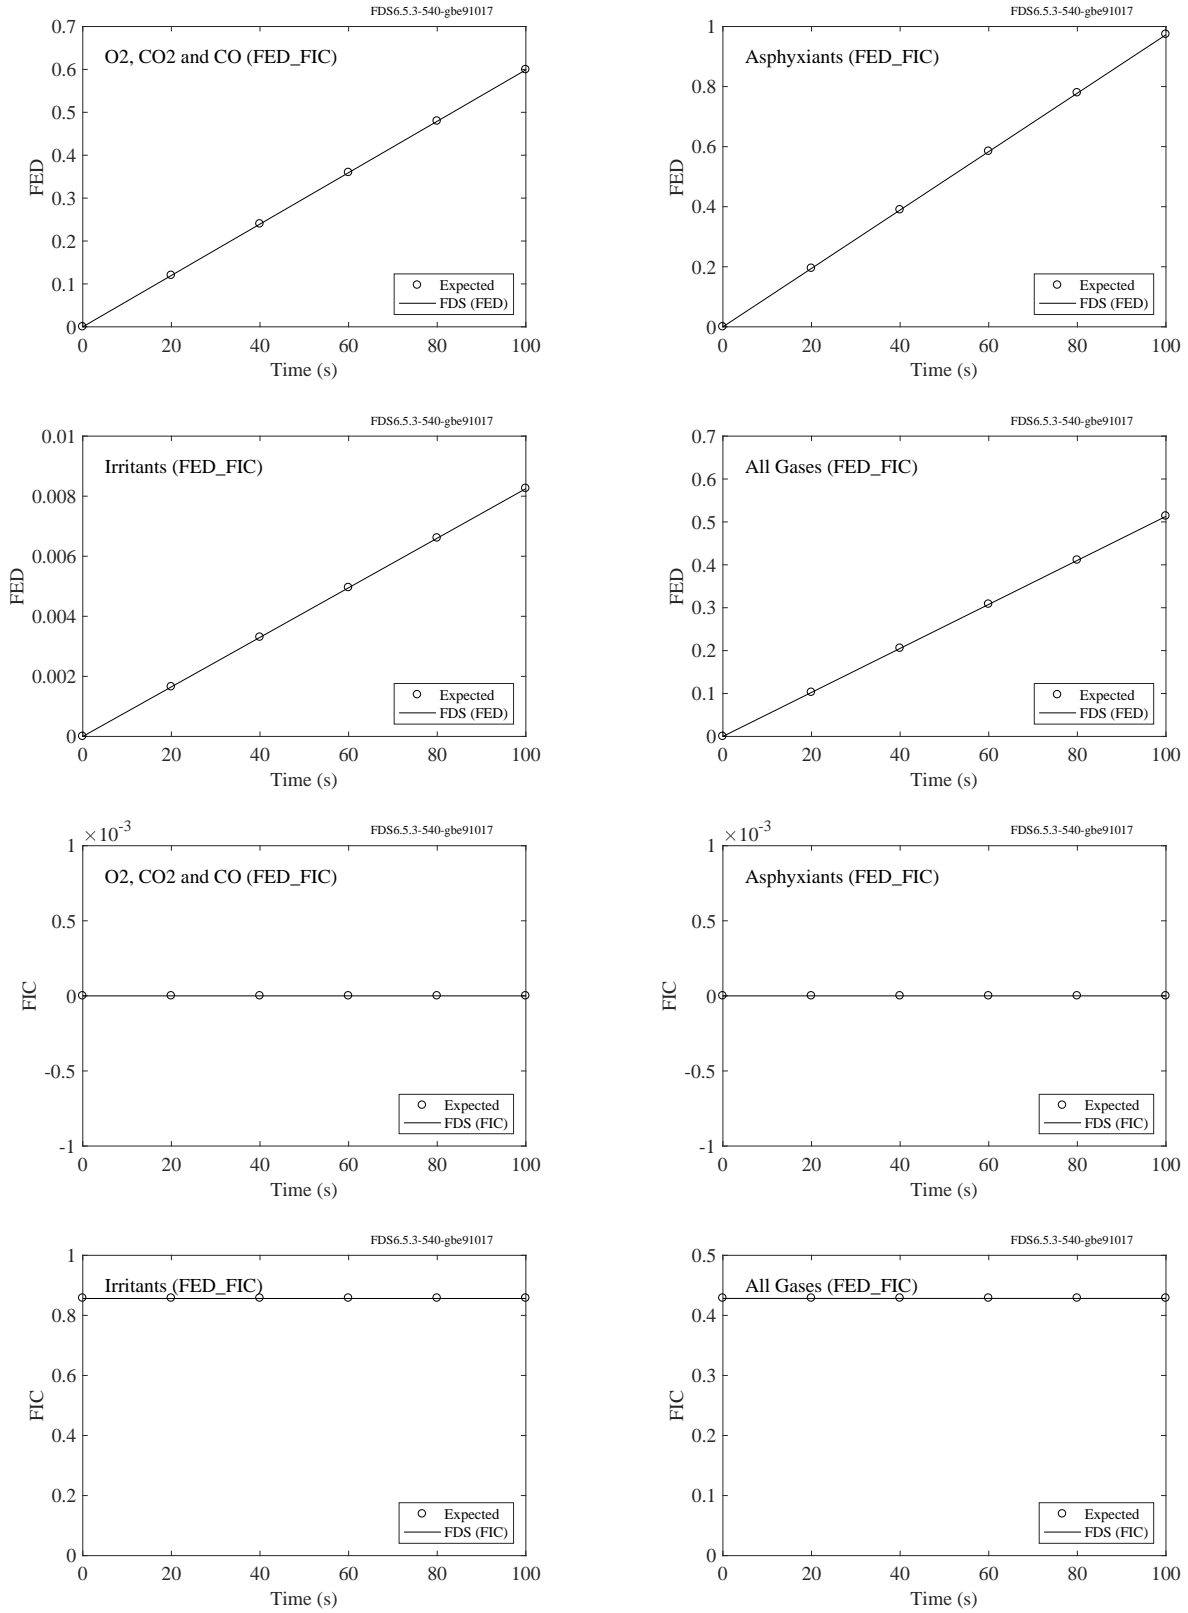 FDS6.5.3-540-gbe91017
O2, CO2 and CO (FED_FIC)
0.7
0.6
0.5
0.4
0.3
0.2
0.1
0
FED
Expected
FDS (FED)
0 20 40 60 80 100
Time (s)
FDS6.5.3-540-gbe91017
Asphyxiants (FED_FIC)
1
0.8
0.6
0.4
0.2
0
FED
Expected
FDS (FED)
0 20 40 60 80 100
Time (s)
FDS6.5.3-540-gbe91017
Irritants (FED_FIC)
0.01
0.008
0.006
0.004
0.002
0
FED
Expected
FDS (FED)
0 20 40 60 80 100
Time (s)
FDS6.5.3-540-gbe91017
All Gases (FED_FIC)
0.7
0.6
0.5
0.4
0.3
0.2
0.1
0
FED
Expected
FDS (FED)
0 20 40 60 80 100
Time (s)
×10-3
FDS6.5.3-540-gbe91017
O2, CO2 and CO (FED_FIC)
1
0.5
0
-0.5
-1
FIC
Expected
FDS (FIC)
0 20 40 60 80 100
Time (s)
×10-3
FDS6.5.3-540-gbe91017
Asphyxiants (FED_FIC)
1
0.5
0
-0.5
-1
FIC
Expected
FDS (FIC)
0 20 40 60 80 100
Time (s)
FDS6.5.3-540-gbe91017
Irritants (FED_FIC)
1
0.8
0.6
0.4
0.2
0
FIC
Expected
FDS (FIC)
0 20 40 60 80 100
Time (s)
FDS6.5.3-540-gbe91017
All Gases (FED_FIC)
0.5
0.4
0.3
0.2
0.1
0
FIC
Expected
FDS (FIC)
0 20 40 60 80 100
Time (s)